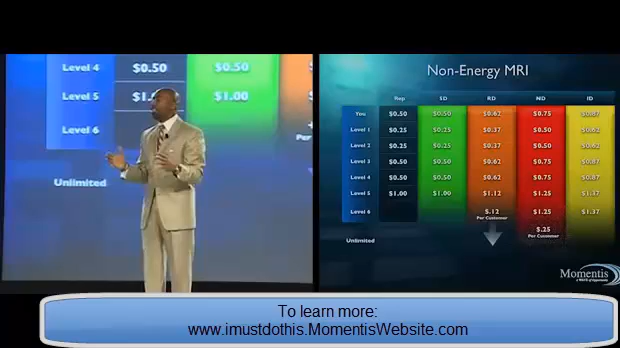 Level 4 $0.50 $0.50
Level 5 $1.00
Level 6
Unlimited
Non-Energy MRI
Rep SD RD ND ID
You $0.50 $0.50 $0.62 $0.75 $0.87
Level 1 $0.25 $0.25 $0.37 $0.50 $0.62
Level 2 $0.25 $0.25 $0.37 $0.50 $0.62
Level 3 $0.50 $0.50 $0.62 $0.75 $0.87
Level 4 $0.50 $0.50 $0.62 $0.75 $0.87
Level 5 $1.00 $1.00 $1.12 $1.25 $1.37
Level 6 $.12 $1.25 $1.37
Per Customer
$.25
Per Customer
Unlimited
Momentis
To learn more:
www.imustdothis.MomentisWebsite.com